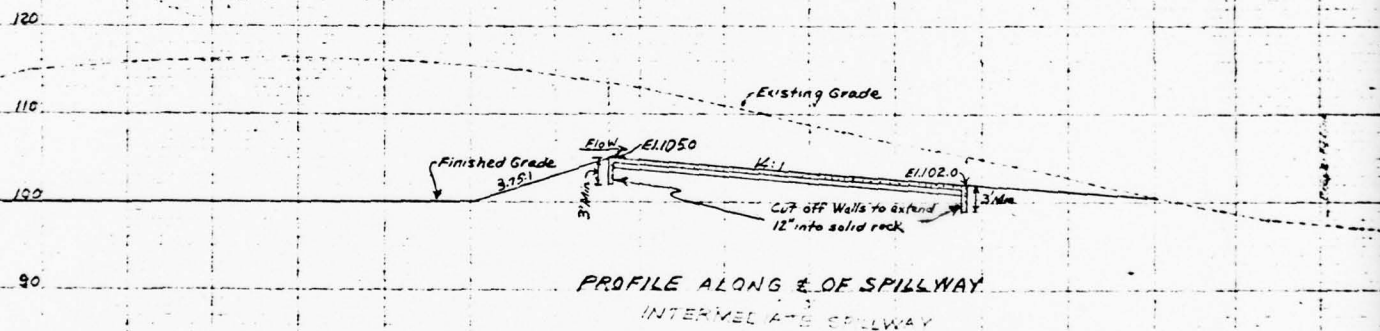 120
110
Existing Grade
Flow
El.105.0
Finished Grade
3.75:1
K:1
El.102.0
100
3' Min
3' Min
Cut off Walls to extend
12" into solid rock
90
PROFILE ALONG ℄ OF SPILLWAY
INTERMEDIATE SPILLWAY